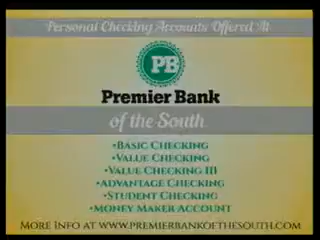 Personal Checking Accounts Offered At
PB
Premier Bank
of the South
•Basic Checking
•Value Checking
•Value Checking III
•Advantage Checking
•Student Checking
•Money Maker Account
More Info at www.premierbankofthesouth.com